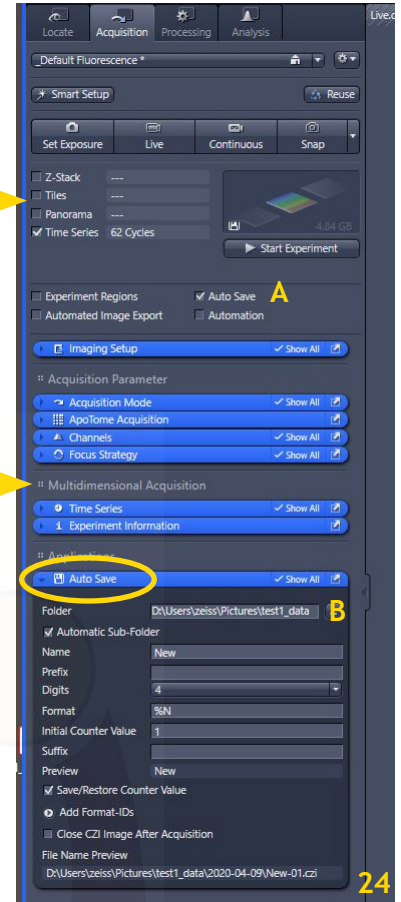 Live.c
Locate Acquisition Processing Analysis
_Default Fluorescence *
Smart Setup Reuse
Set Exposure Live Continuous Snap
Z-Stack ---
Tiles ---
Panorama ---
Time Series 62 Cycles
4.84 GB
Start Experiment
Experiment Regions Auto Save A
Automated Image Export Automation
Imaging Setup Show All
Acquisition Parameter
Acquisition Mode Show All
ApoTome Acquisition
Channels Show All
Focus Strategy Show All
Multidimensional Acquisition
Time Series Show All
Experiment Information
Applications
Auto Save Show All
Folder D:\Users\zeiss\Pictures\test1_data B
Automatic Sub-Folder
Name New
Prefix
Digits 4
Format %N
Initial Counter Value 1
Suffix
Preview New
Save/Restore Counter Value
Add Format-IDs
Close CZI Image After Acquisition
File Name Preview
D:\Users\zeiss\Pictures\test1_data\2020-04-09\New-01.czi
24